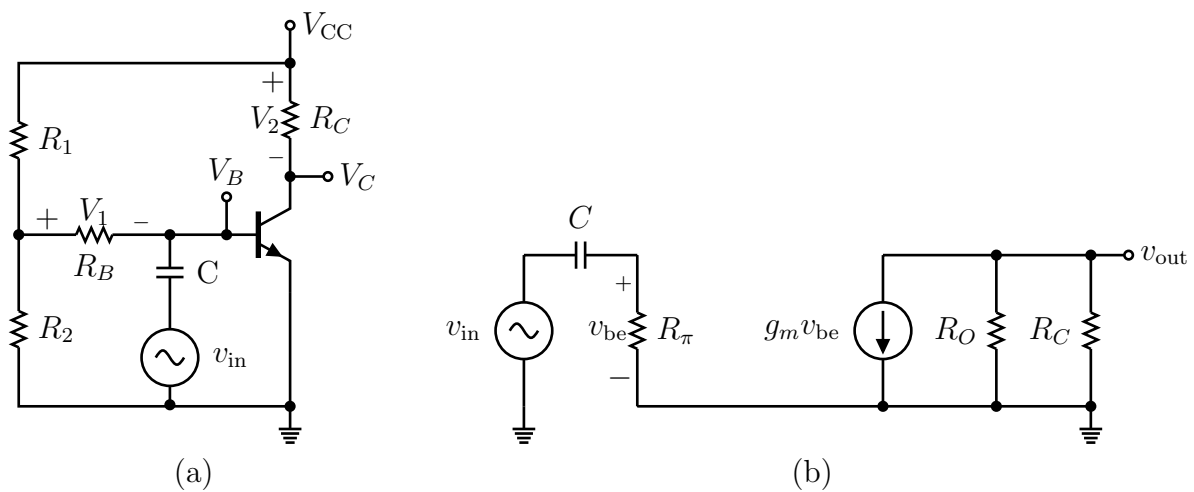 V_CC
+
V_2 R_C
R_1
−
V_B V_C
+ V_1 −
R_B C
R_2
v_in
(a)
C
+
v_in v_be R_π
−
g_m v_be R_O R_C
v_out
(b)